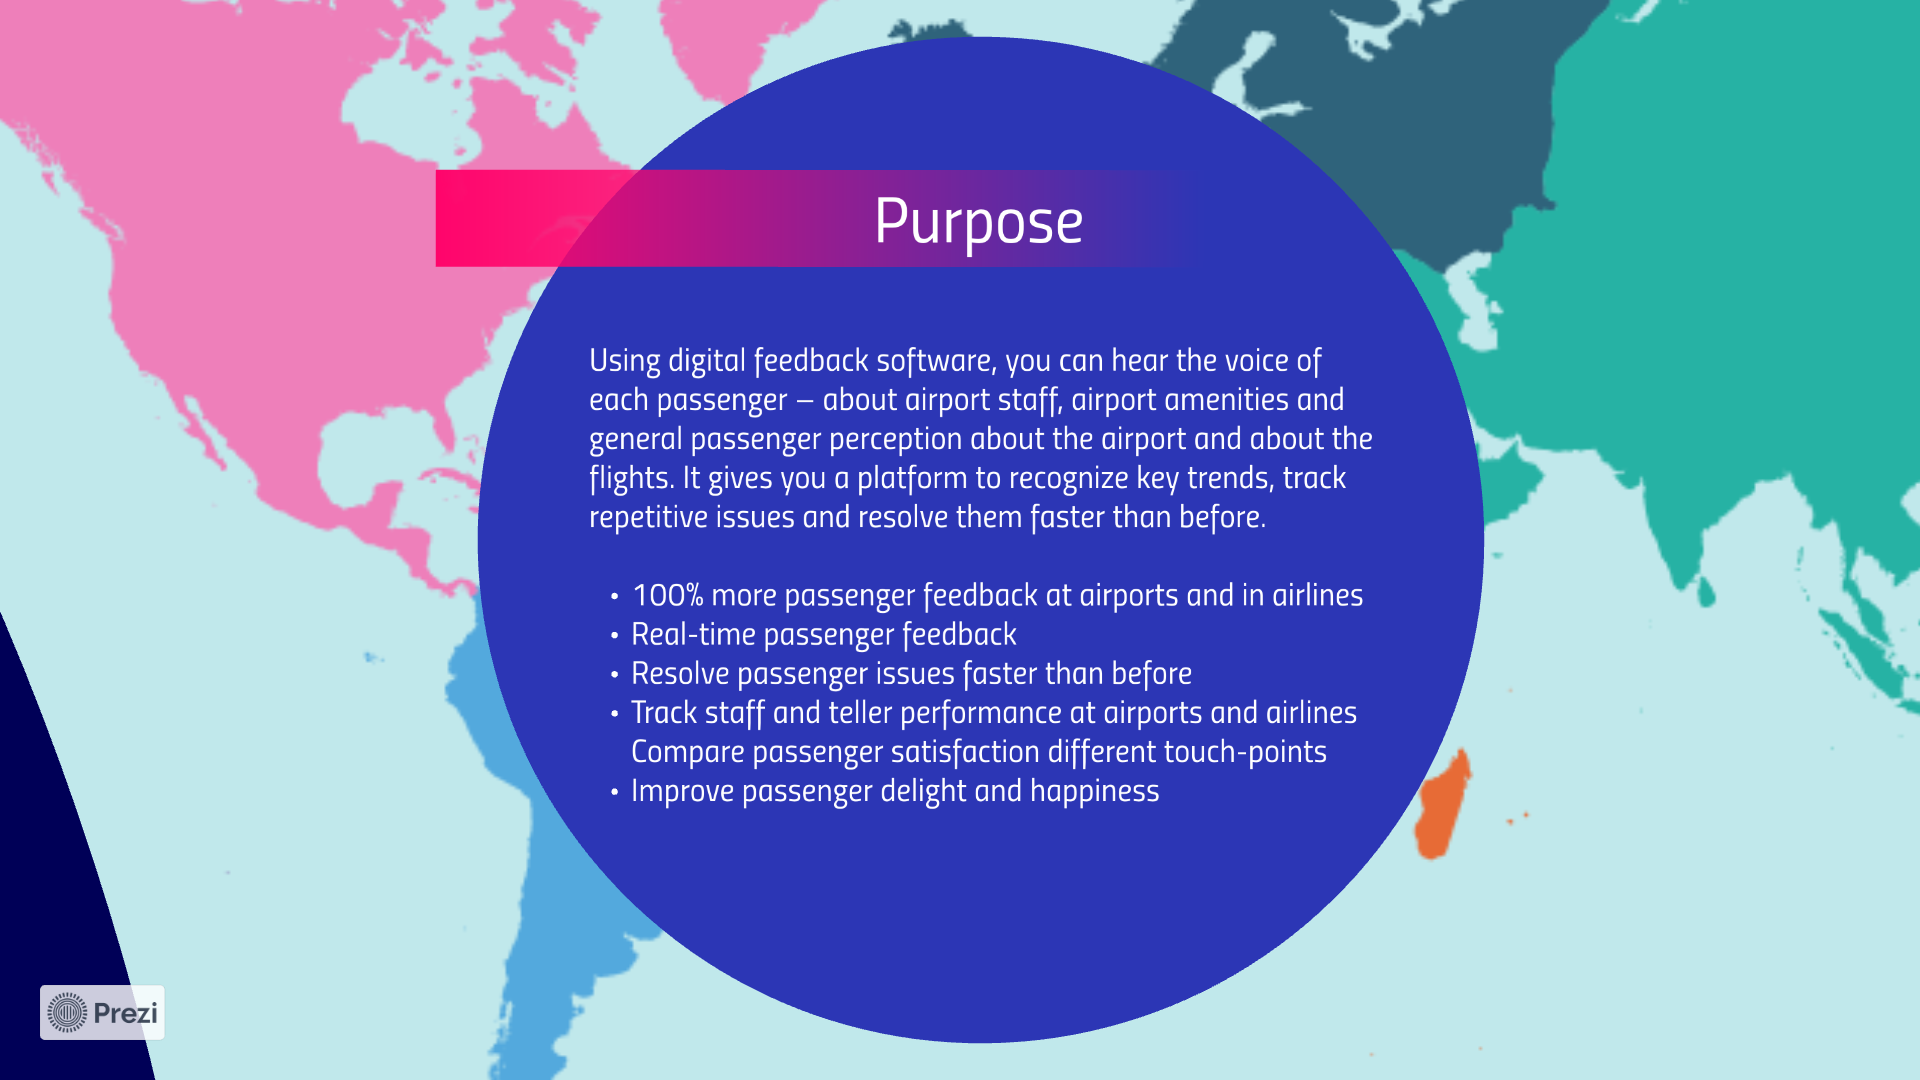 Purpose
Using digital feedback software, you can hear the voice of
each passenger – about airport staff, airport amenities and
general passenger perception about the airport and about the
flights. It gives you a platform to recognize key trends, track
repetitive issues and resolve them faster than before.
• 100% more passenger feedback at airports and in airlines
• Real-time passenger feedback
• Resolve passenger issues faster than before
• Track staff and teller performance at airports and airlines
Compare passenger satisfaction different touch-points
• Improve passenger delight and happiness
Prezi